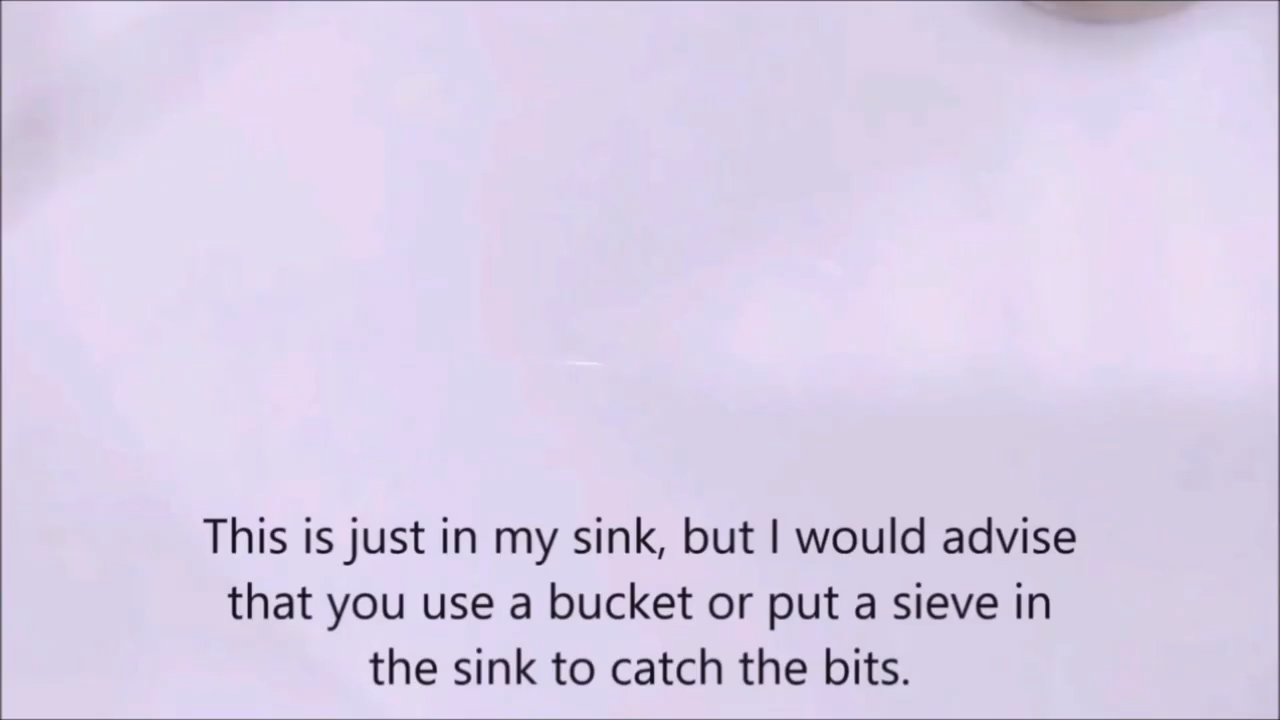 This is just in my sink, but I would advise
that you use a bucket or put a sieve in
the sink to catch the bits.